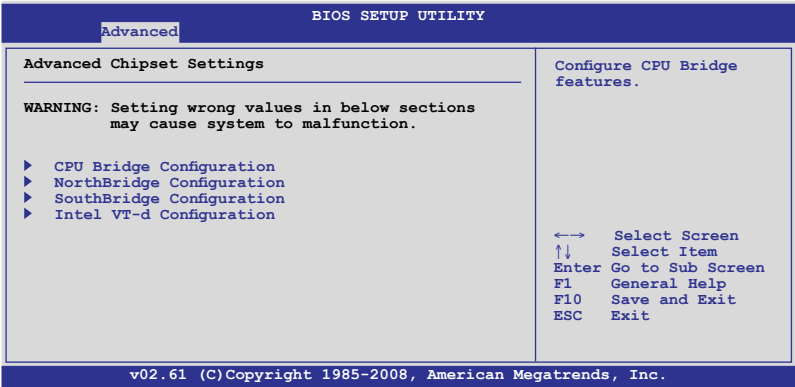 BIOS SETUP UTILITY
Advanced
Advanced Chipset Settings
WARNING: Setting wrong values in below sections
may cause system to malfunction.
CPU Bridge Configuration
NorthBridge Configuration
SouthBridge Configuration
Intel VT-d Configuration
Configure CPU Bridge
features.
←→ Select Screen
↑↓ Select Item
Enter Go to Sub Screen
F1 General Help
F10 Save and Exit
ESC Exit
v02.61 (C)Copyright 1985-2008, American Megatrends, Inc.